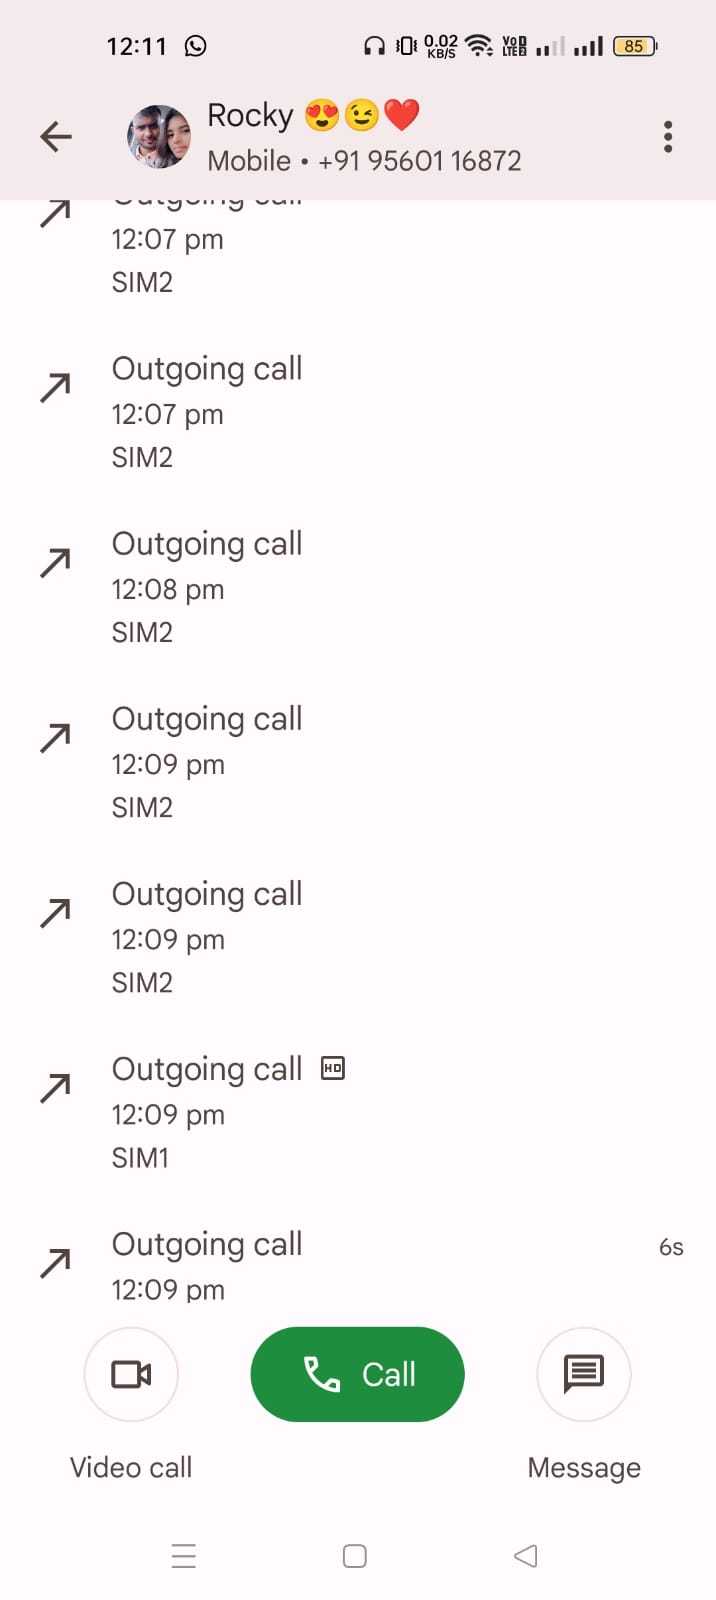 12:11
0.02 KB/S
VoD LTE2
85
Rocky 😍😉❤️
Mobile • +91 95601 16872
Outgoing call
12:07 pm
SIM2
Outgoing call
12:07 pm
SIM2
Outgoing call
12:08 pm
SIM2
Outgoing call
12:09 pm
SIM2
Outgoing call
12:09 pm
SIM2
Outgoing call HD
12:09 pm
SIM1
Outgoing call 6s
12:09 pm
Call
Video call
Message